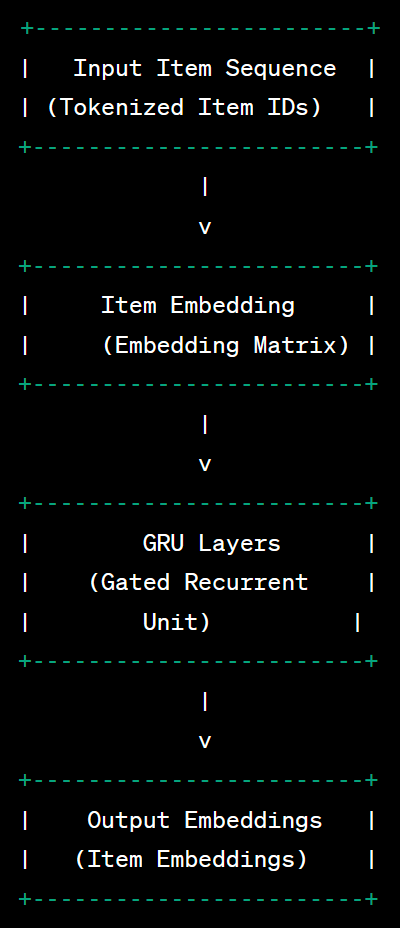 +------------------------+
|   Input Item Sequence  |
| (Tokenized Item IDs)   |
+------------------------+
             |
             v
+------------------------+
|     Item Embedding     |
|     (Embedding Matrix) |
+------------------------+
             |
             v
+------------------------+
|        GRU Layers      |
|    (Gated Recurrent    |
|        Unit)          |
+------------------------+
             |
             v
+------------------------+
|    Output Embeddings   |
|   (Item Embeddings)    |
+------------------------+